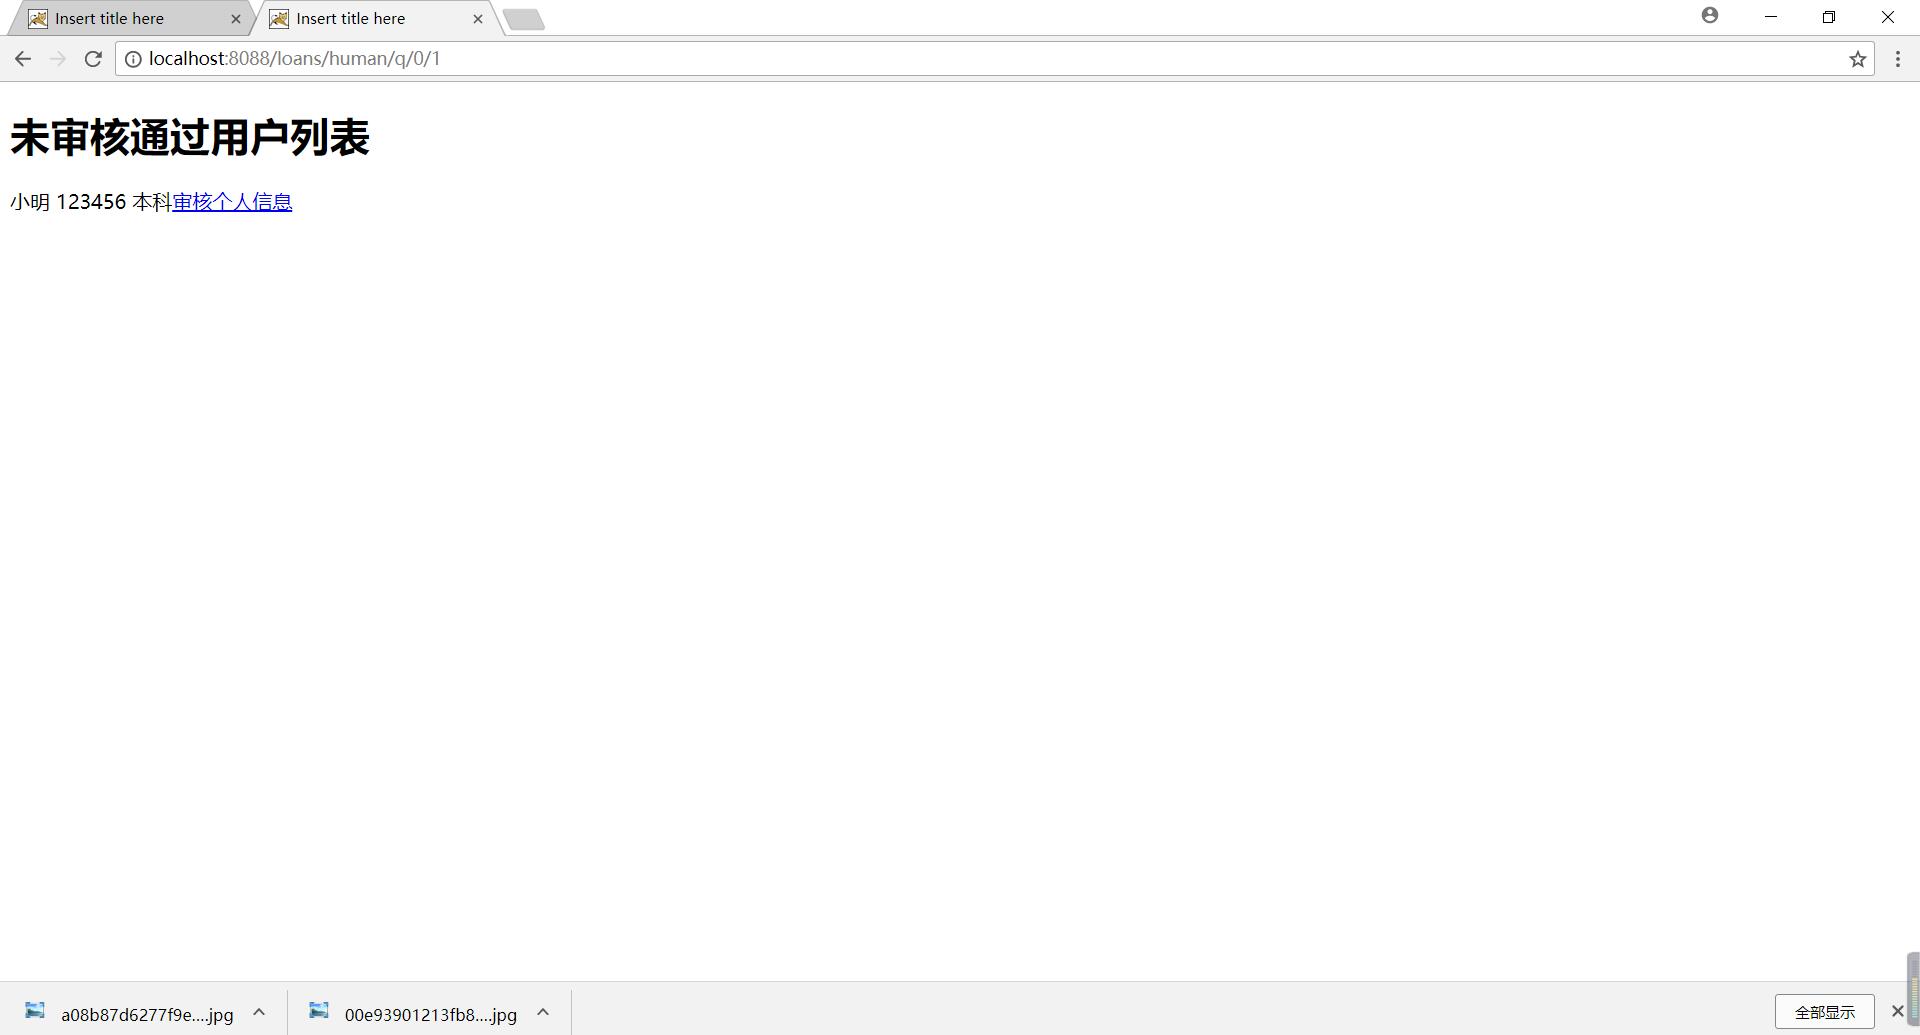 Insert title here
Insert title here
localhost:8088/loans/human/q/0/1
未审核通过用户列表
小明 123456 本科审核个人信息
a08b87d6277f9e....jpg
00e93901213fb8....jpg
全部显示